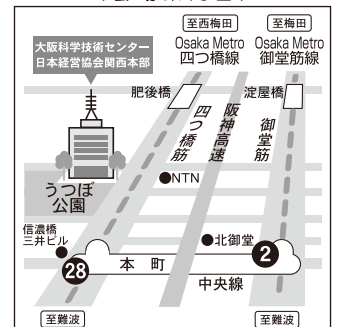 至西梅田
至梅田
大阪科学技術センター
日本経営協会関西本部
Osaka Metro
四つ橋線
Osaka Metro
御堂筋線
肥後橋
淀屋橋
四つ橋筋
阪神高速
御堂筋
NTN
うつぼ
公園
信濃橋
三井ビル
北御堂
2
28
本町
中央線
至難波
至難波